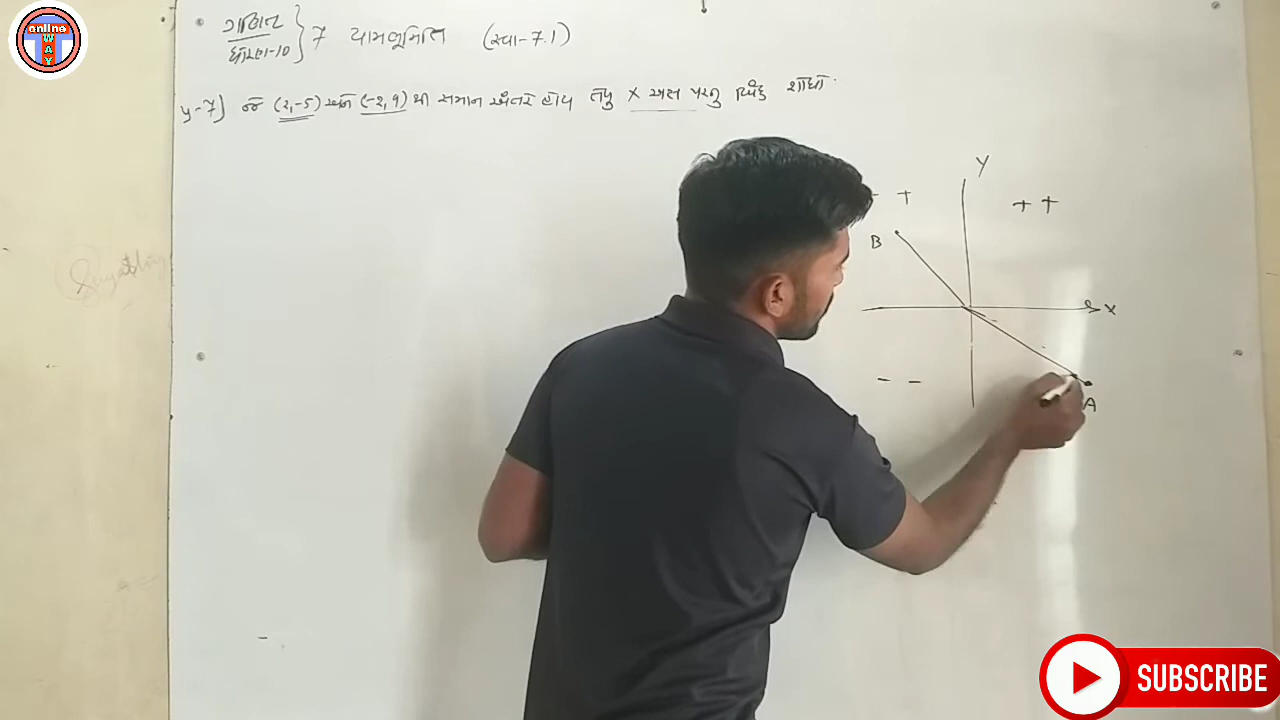 online
T WAY
ગણિત
ધોરણ-10 } 7 યામભૂમિતિ (સ્વા-7.1)
પ્ર-7) જે (2,-5) અને (-2,9) થી સમાન અંતરે હોય તેવુ X અક્ષ પરનુ બિંદુ શોધો.
Y
+ +
+
B
X
- -
A
SUBSCRIBE